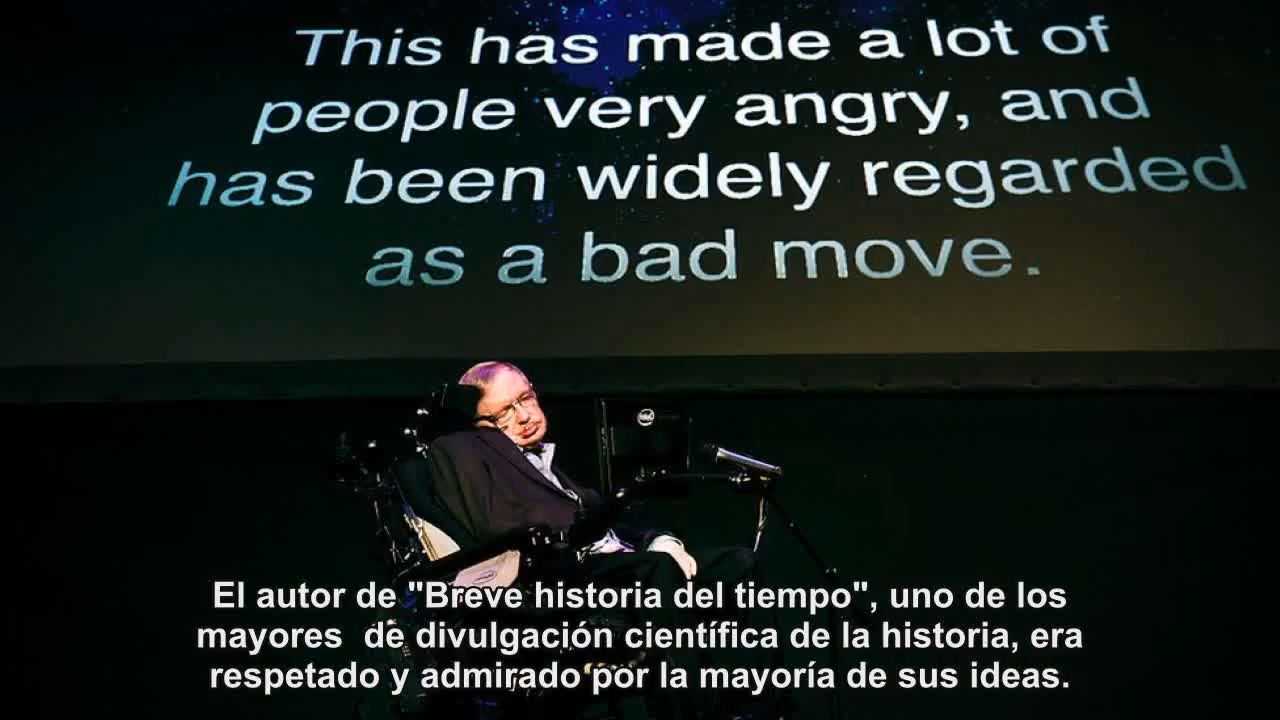 This has made a lot of
people very angry, and
has been widely regarded
as a bad move.
El autor de "Breve historia del tiempo", uno de los
mayores de divulgación científica de la historia, era
respetado y admirado por la mayoría de sus ideas.